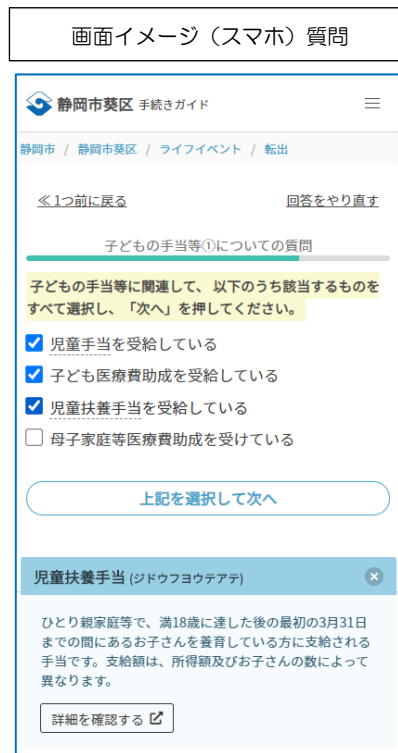 画面イメージ（スマホ）質問
静岡市葵区 手続きガイド
静岡市 / 静岡市葵区 / ライフイベント / 転出
≪1つ前に戻る 回答をやり直す
子どもの手当等①についての質問
子どもの手当等に関連して、以下のうち該当するものを
すべて選択し、「次へ」を押してください。
児童手当を受給している
子ども医療費助成を受給している
児童扶養手当を受給している
母子家庭等医療費助成を受けている
上記を選択して次へ
児童扶養手当 (ジドウフヨウテアテ)
ひとり親家庭等で、満18歳に達した後の最初の3月31日
までの間にあるお子さんを養育している方に支給される
手当です。支給額は、所得額及びお子さんの数によって
異なります。
詳細を確認する